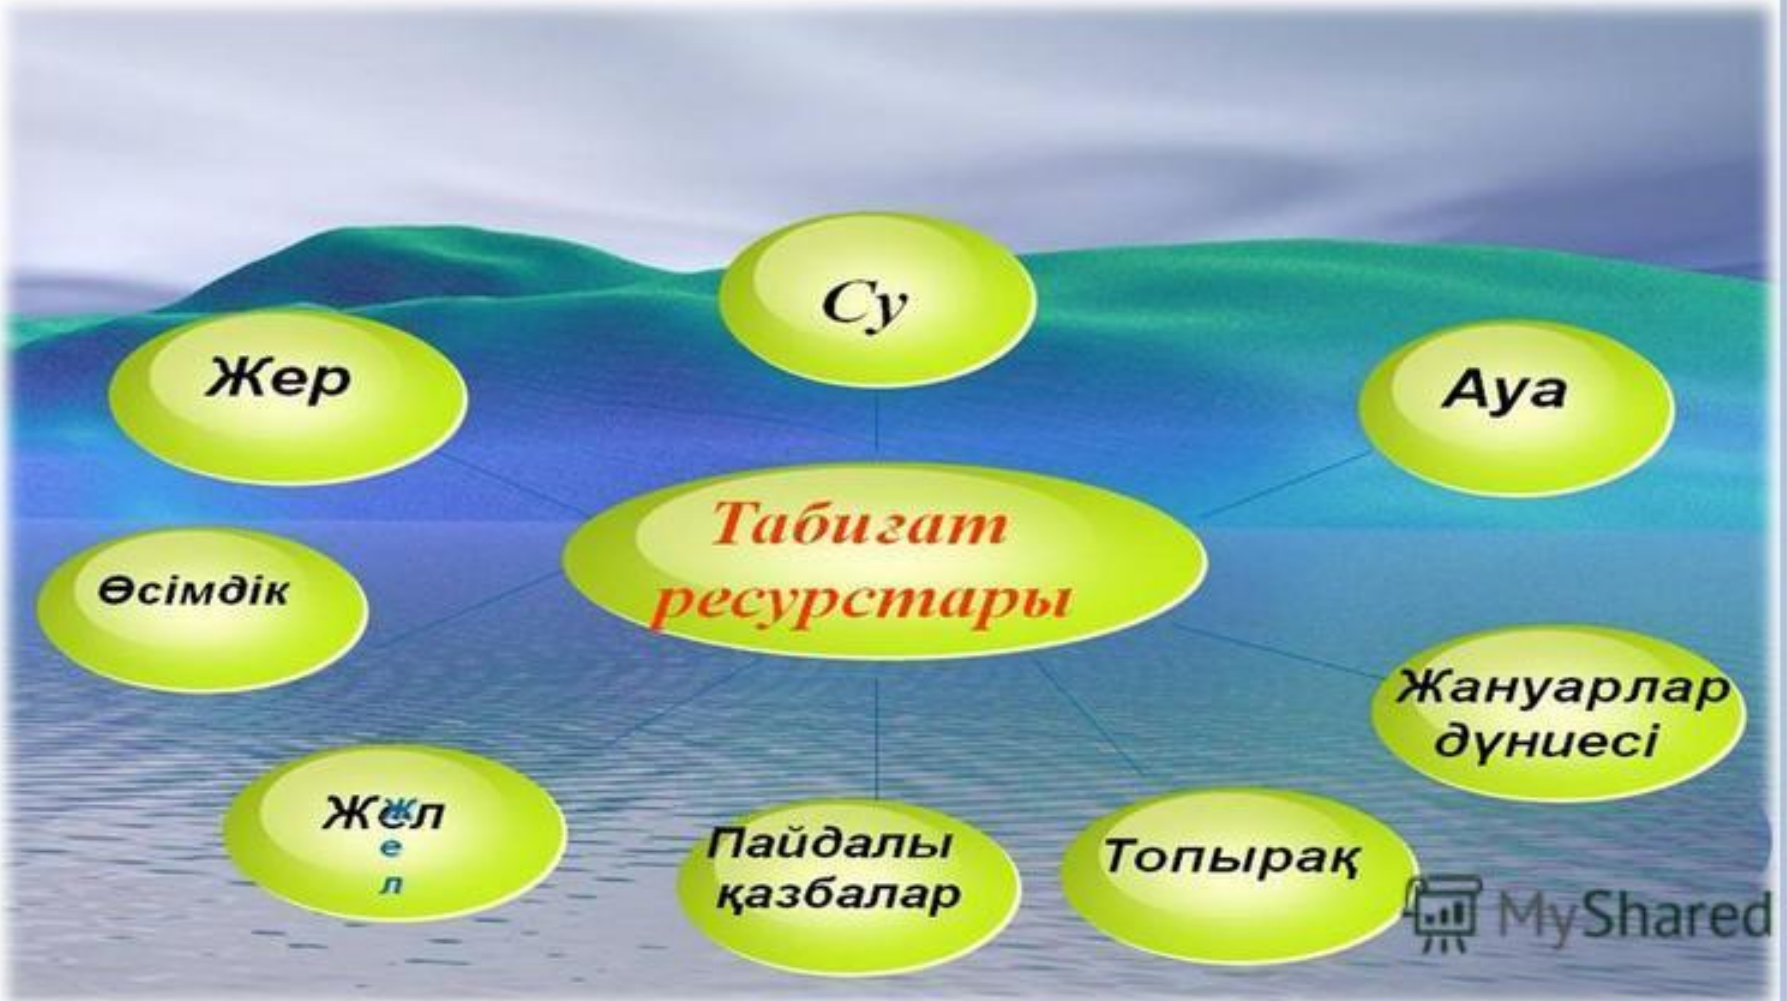 Су
Жер
Ауа
Табиғат
ресурстары
Өсімдік
Жануарлар
дүниесі
Жел
Ж
е
л
Пайдалы
қазбалар
Топырақ
MyShared